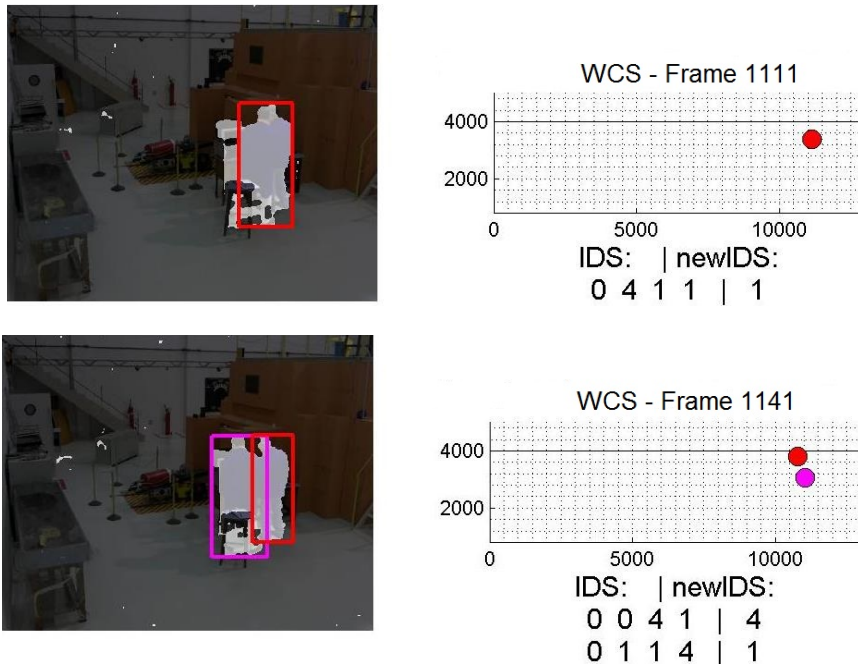 WCS - Frame 1111
4000
2000
0 5000 10000
IDS: | newIDS:
0 4 1 1 | 1
WCS - Frame 1141
4000
2000
0 5000 10000
IDS: | newIDS:
0 0 4 1 | 4
0 1 1 4 | 1